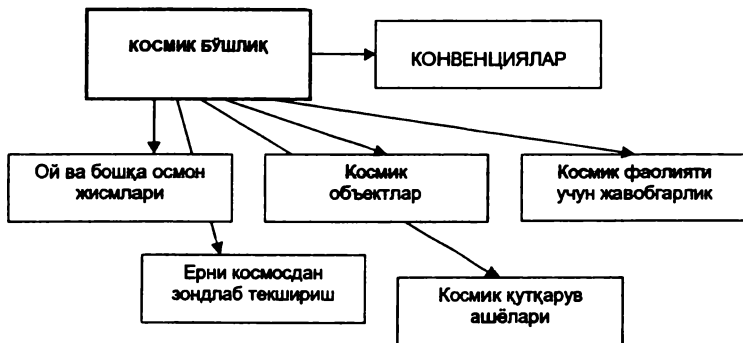 КОСМИК БЎШЛИҚ
КОНВЕНЦИЯЛАР
Ой ва бошқа осмон
жисмлари
Космик
объектлар
Космик фаолияти
учун жавобгарлик
Ерни космосдан
зондлаб текшириш
Космик қутқарув
ашёлари